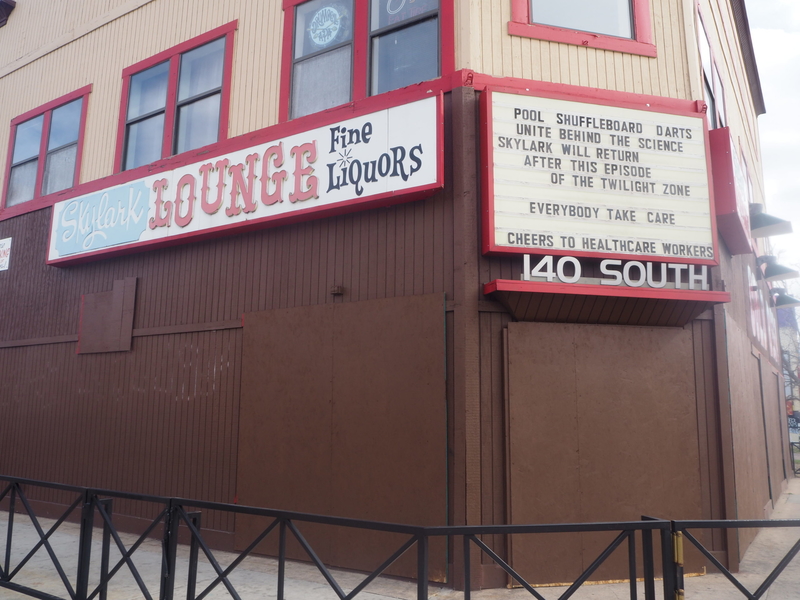 Skylark LOUNGE Fine
LIQUORS
POOL SHUFFLEBOARD DARTS
UNITE BEHIND THE SCIENCE
SKYLARK WILL RETURN
AFTER THIS EPISODE
OF THE TWILIGHT ZONE
EVERYBODY TAKE CARE
CHEERS TO HEALTHCARE WORKERS
140 SOUTH